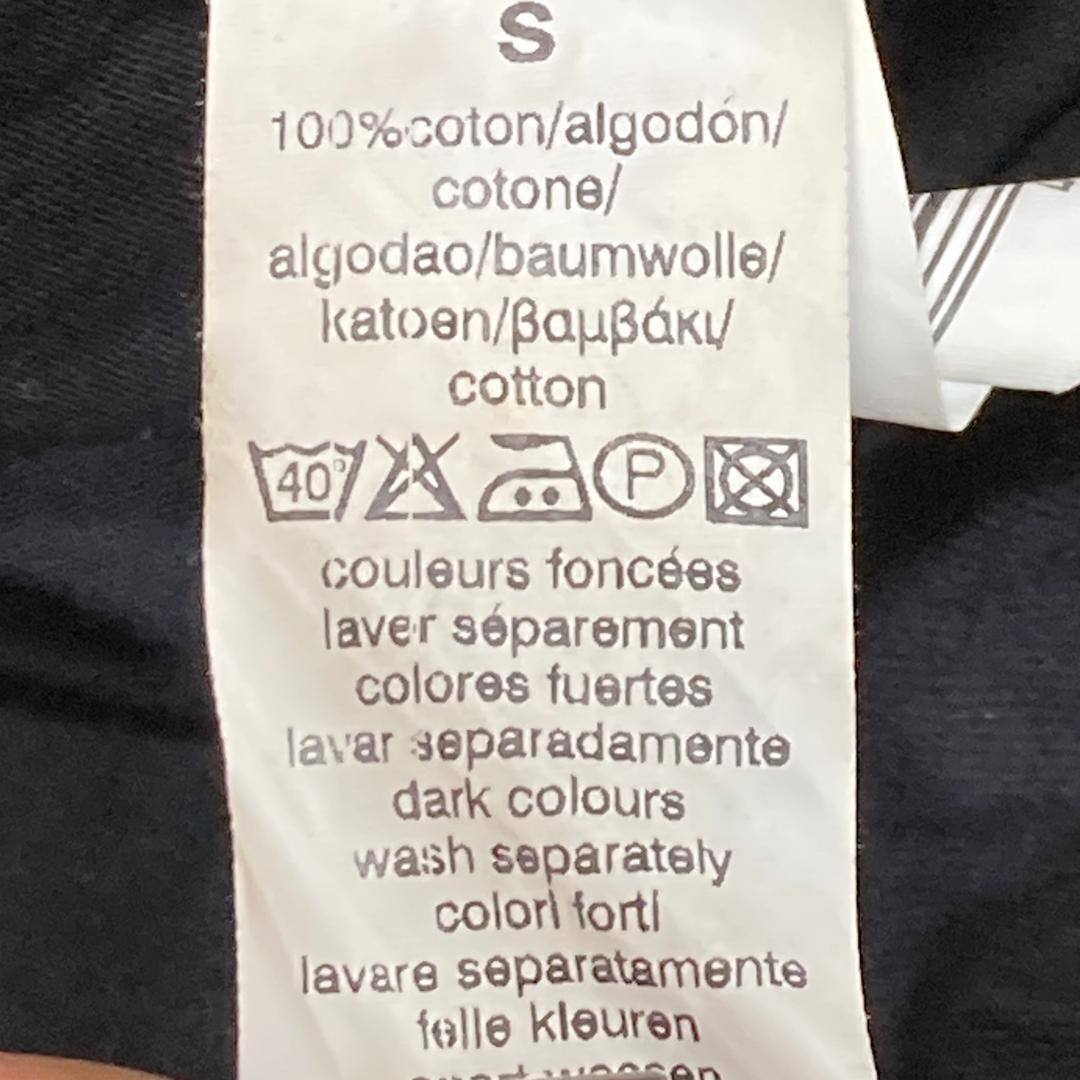 S
100%coton/algodón/
cotone/
algodao/baumwolle/
katoen/βαμβάκι/
cotton
40° P
couleurs foncées
laver séparement
colores fuertes
lavar separadamente
dark colours
wash separately
colori forti
lavare separatamente
felle kleuren